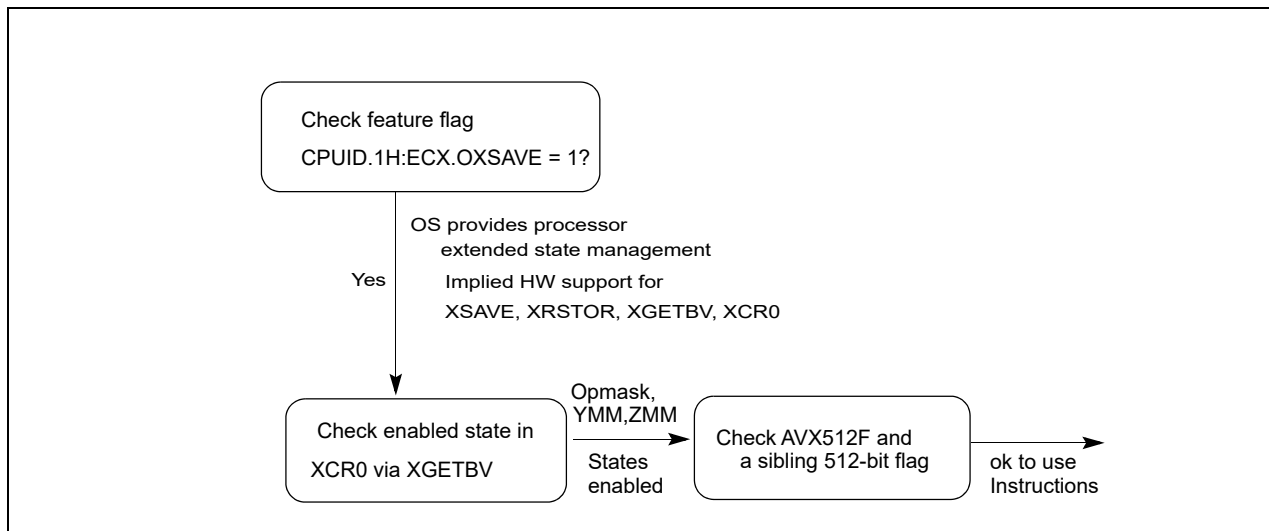 Check feature flag
CPUID.1H:ECX.OXSAVE = 1?
OS provides processor
extended state management
Yes
Implied HW support for
XSAVE, XRSTOR, XGETBV, XCR0
Check enabled state in
XCR0 via XGETBV
Opmask,
YMM,ZMM
States
enabled
Check AVX512F and
a sibling 512-bit flag
ok to use
Instructions